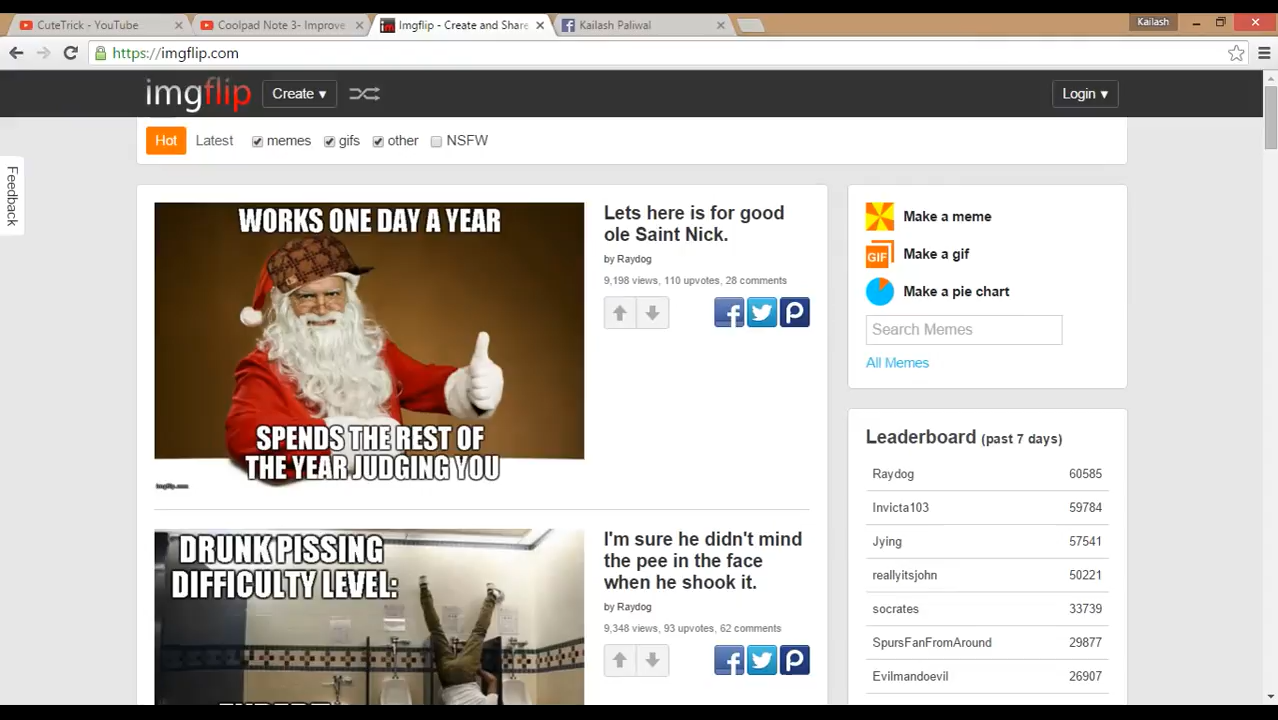 CuteTrick - YouTube
Coolpad Note 3- Improve
Imgflip - Create and Share
Kailash Paliwal
Kailash
https://imgflip.com
imgflip
Create ▾
Login ▾
Hot
Latest
memes
gifs
other
NSFW
Feedback
WORKS ONE DAY A YEAR
SPENDS THE REST OF
THE YEAR JUDGING YOU
imgflip.com
Lets here is for good
ole Saint Nick.
by Raydog
9,198 views, 110 upvotes, 28 comments
DRUNK PISSING
DIFFICULTY LEVEL:
I'm sure he didn't mind
the pee in the face
when he shook it.
by Raydog
9,348 views, 93 upvotes, 62 comments
Make a meme
GIF
Make a gif
Make a pie chart
Search Memes
All Memes
Leaderboard (past 7 days)
Raydog 60585
Invicta103 59784
Jying 57541
reallyitsjohn 50221
socrates 33739
SpursFanFromAround 29877
Evilmandoevil 26907